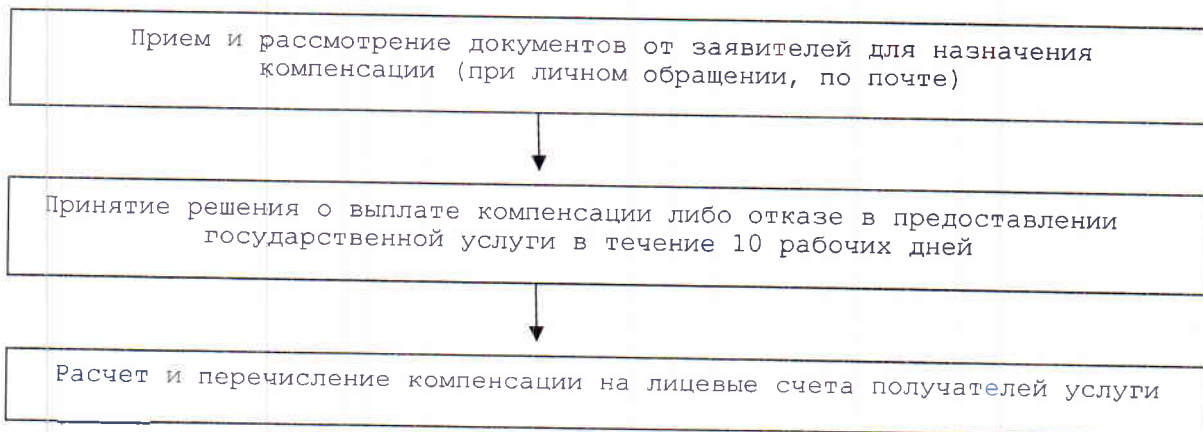 Прием и рассмотрение документов от заявителей для назначения
компенсации (при личном обращении, по почте)
Принятие решения о выплате компенсации либо отказе в предоставлении
государственной услуги в течение 10 рабочих дней
Расчет и перечисление компенсации на лицевые счета получателей услуги